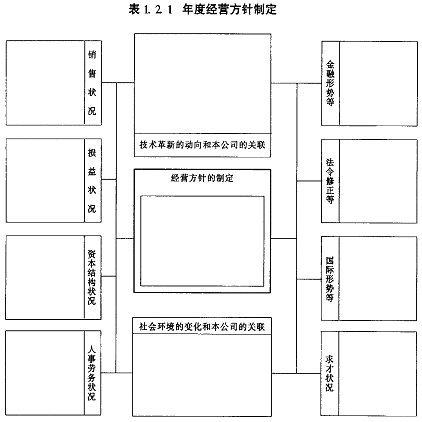 表1.2.1 年度经营方针制定
销售状况
损益状况
资本结构状况
人事劳务状况
技术革新的动向和本公司的关联
经营方针的制定
社会环境的变化和本公司的关联
金融形势等
法令修正等
国际形势等
求才状况